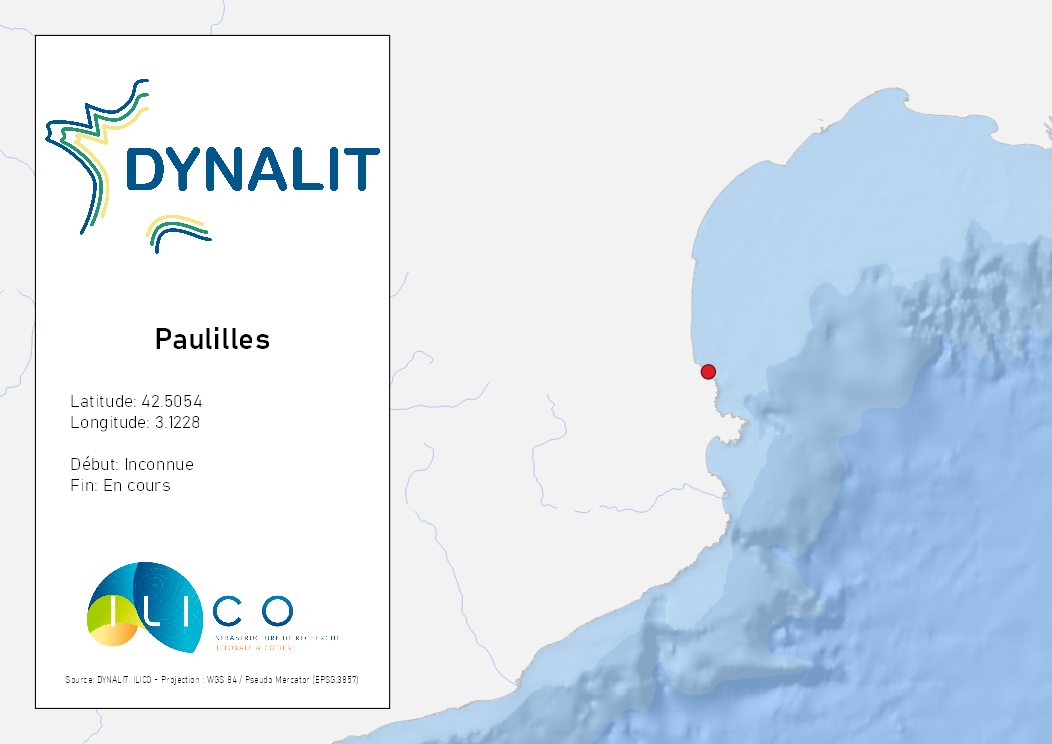 DYNALIT
Paulilles
Latitude: 42.5054
Longitude: 3.1228
Début: Inconnue
Fin: En cours
ILICO
INFRASTRUCTURE DE RECHERCHE
LITTORALE & CÔTIÈRE
Source: DYNALIT, ILICO - Projection : WGS 84 / Pseudo Mercator (EPSG:3857)